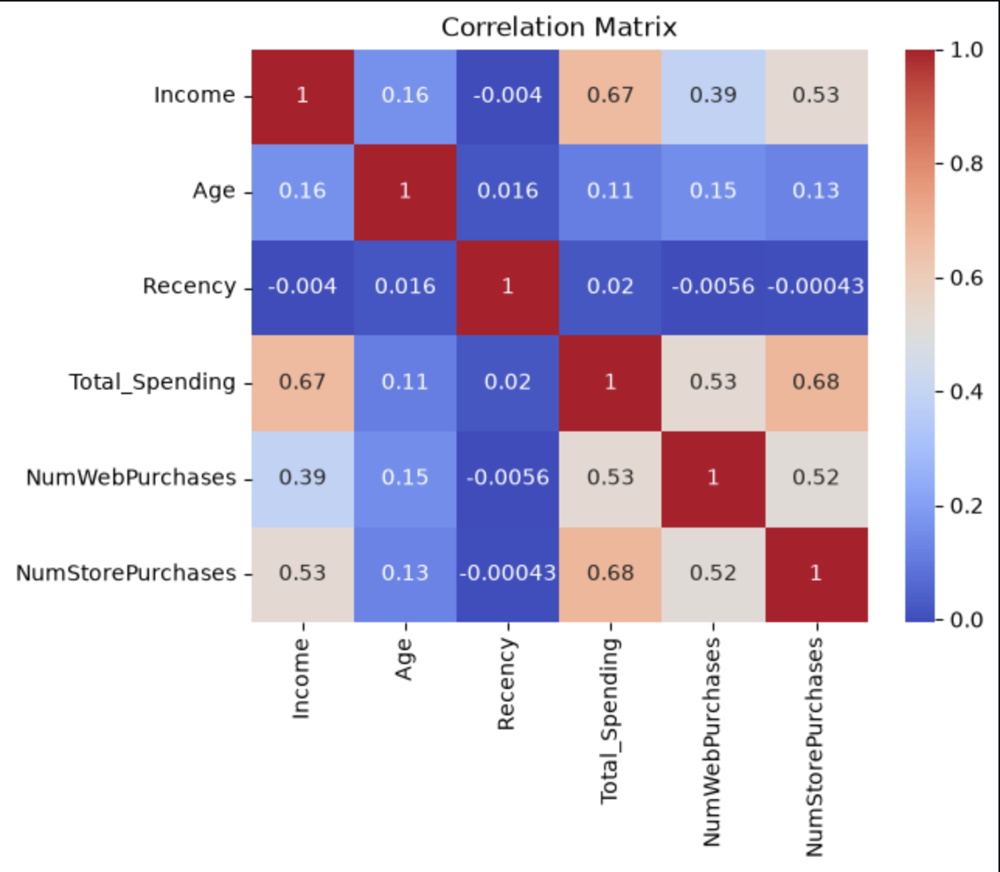 Correlation Matrix
Income 1 0.16 -0.004 0.67 0.39 0.53
Age 0.16 1 0.016 0.11 0.15 0.13
Recency -0.004 0.016 1 0.02 -0.0056 -0.00043
Total_Spending 0.67 0.11 0.02 1 0.53 0.68
NumWebPurchases 0.39 0.15 -0.0056 0.53 1 0.52
NumStorePurchases 0.53 0.13 -0.00043 0.68 0.52 1
Income Age Recency Total_Spending NumWebPurchases NumStorePurchases
1.0
0.8
0.6
0.4
0.2
0.0